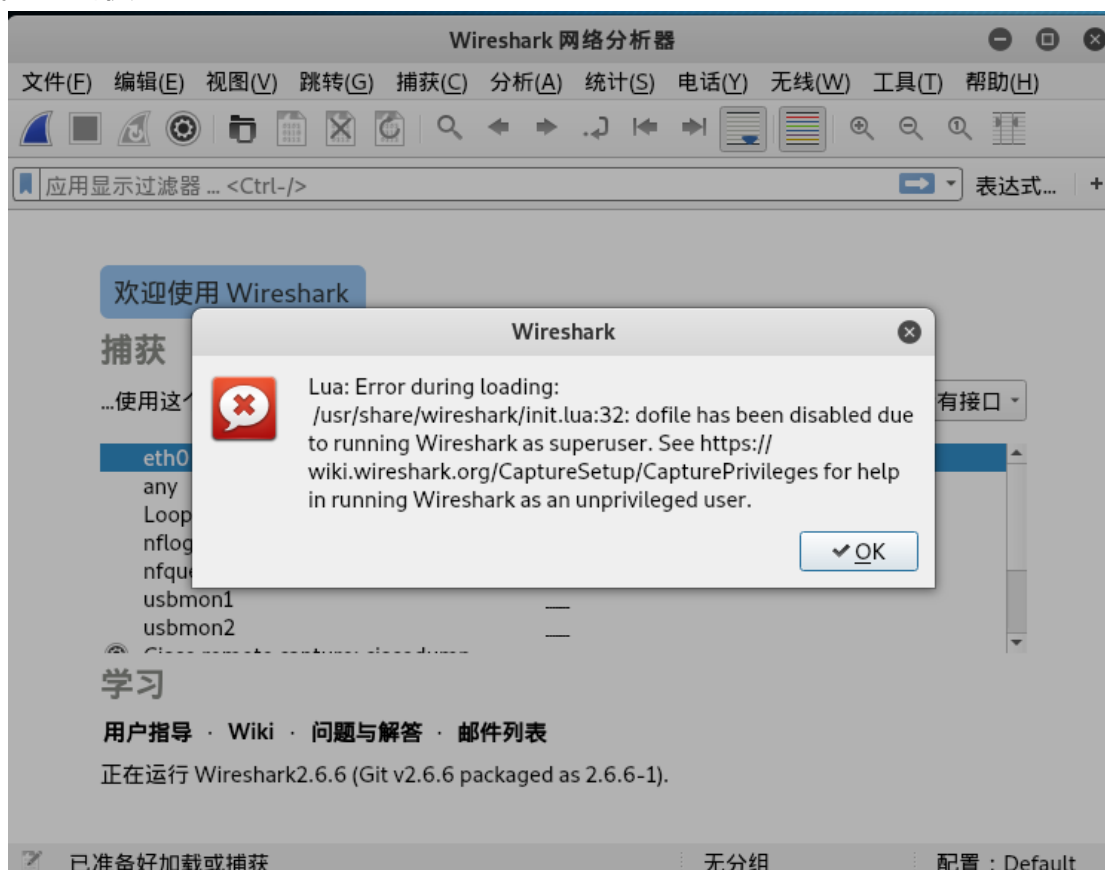 Wireshark 网络分析器
文件(F) 编辑(E) 视图(V) 跳转(G) 捕获(C) 分析(A) 统计(S) 电话(Y) 无线(W) 工具(T) 帮助(H)
应用显示过滤器 ... <Ctrl-/>
表达式... +
欢迎使用 Wireshark
捕获
...使用这个
有接口
eth0
any
Loop
nflog
nfque
usbmon1
usbmon2
Wireshark
Lua: Error during loading:
/usr/share/wireshark/init.lua:32: dofile has been disabled due
to running Wireshark as superuser. See https://
wiki.wireshark.org/CaptureSetup/CapturePrivileges for help
in running Wireshark as an unprivileged user.
OK
学习
用户指导 · Wiki · 问题与解答 · 邮件列表
正在运行 Wireshark2.6.6 (Git v2.6.6 packaged as 2.6.6-1).
已准备好加载或捕获 无分组 配置：Default